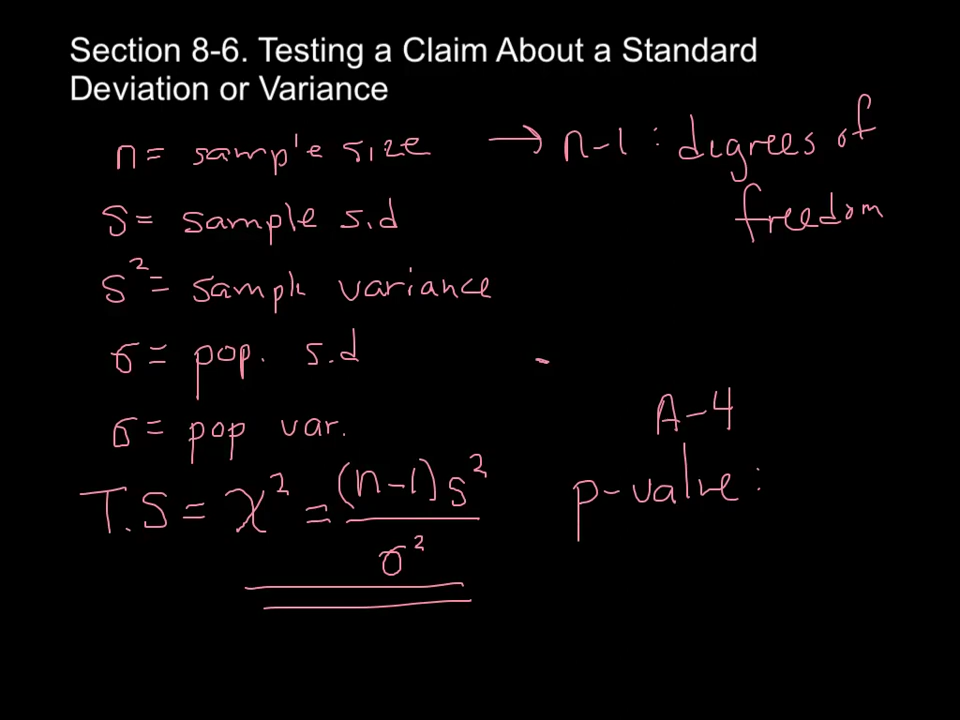 Section 8-6. Testing a Claim About a Standard
Deviation or Variance
n = sample size → n-1 : degrees of
freedom
S = sample s.d
s² = sample variance
σ = pop. s.d
σ = pop var.
A-4
T.S = χ² = (n-1)s² / σ²
p-value: